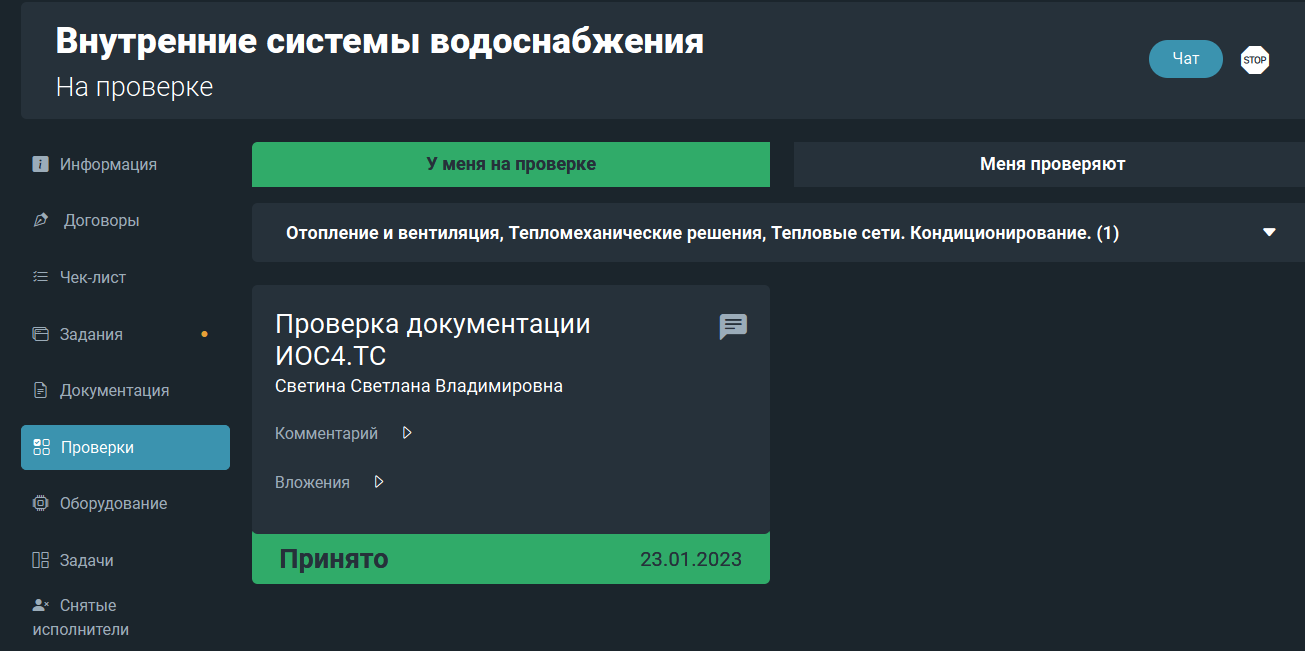 Внутренние системы водоснабжения
На проверке
Чат
STOP
Информация
Договоры
Чек-лист
Задания
Документация
Проверки
Оборудование
Задачи
Снятые
исполнители
У меня на проверке
Меня проверяют
Отопление и вентиляция, Тепломеханические решения, Тепловые сети. Кондиционирование. (1)
Проверка документации
ИОС4.ТС
Светина Светлана Владимировна
Комментарий
Вложения
Принято
23.01.2023